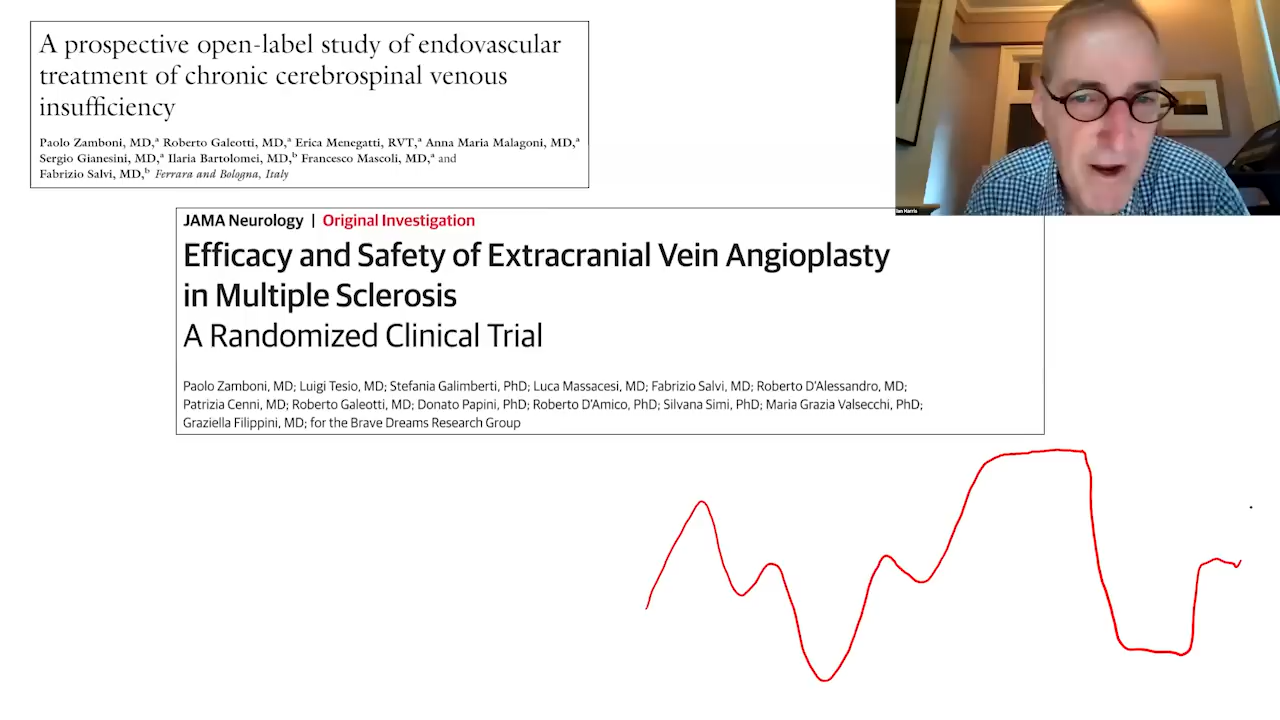 A prospective open-label study of endovascular
treatment of chronic cerebrospinal venous
insufficiency
Paolo Zamboni, MD,ᵃ Roberto Galeotti, MD,ᵃ Erica Menegatti, RVT,ᵃ Anna Maria Malagoni, MD,ᵃ
Sergio Gianesini, MD,ᵃ Ilaria Bartolomei, MD,ᵇ Francesco Mascoli, MD,ᵃ and
Fabrizio Salvi, MD,ᵇ Ferrara and Bologna, Italy
JAMA Neurology | Original Investigation
Efficacy and Safety of Extracranial Vein Angioplasty
in Multiple Sclerosis
A Randomized Clinical Trial
Paolo Zamboni, MD; Luigi Tesio, MD; Stefania Galimberti, PhD; Luca Massacesi, MD; Fabrizio Salvi, MD; Roberto D'Alessandro, MD;
Patrizia Cenni, MD; Roberto Galeotti, MD; Donato Papini, PhD; Roberto D'Amico, PhD; Silvana Simi, PhD; Maria Grazia Valsecchi, PhD;
Graziella Filippini, MD; for the Brave Dreams Research Group
Ian Harris